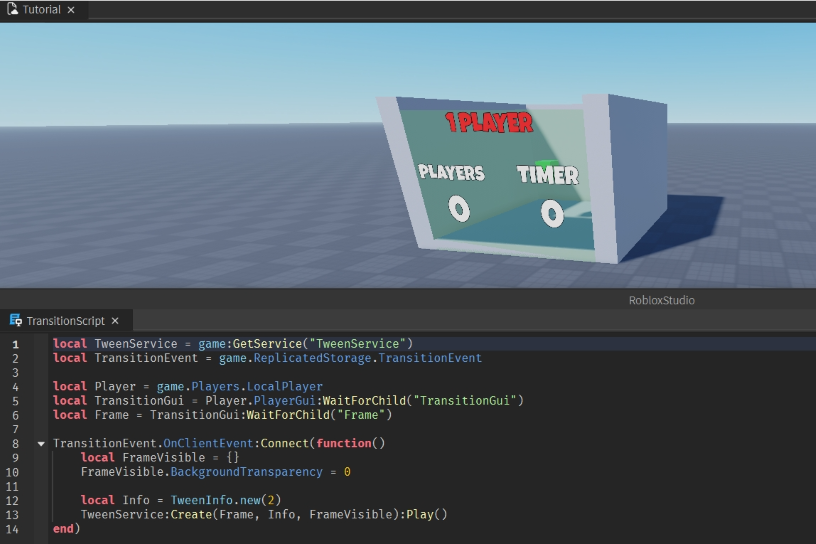 Tutorial
1 PLAYER
PLAYERS TIMER
0 0
RobloxStudio
TransitionScript
1 local TweenService = game:GetService("TweenService")
2 local TransitionEvent = game.ReplicatedStorage.TransitionEvent
3
4 local Player = game.Players.LocalPlayer
5 local TransitionGui = Player.PlayerGui:WaitForChild("TransitionGui")
6 local Frame = TransitionGui:WaitForChild("Frame")
7
8 TransitionEvent.OnClientEvent:Connect(function()
9 local FrameVisible = {}
10 FrameVisible.BackgroundTransparency = 0
11
12 local Info = TweenInfo.new(2)
13 TweenService:Create(Frame, Info, FrameVisible):Play()
14 end)